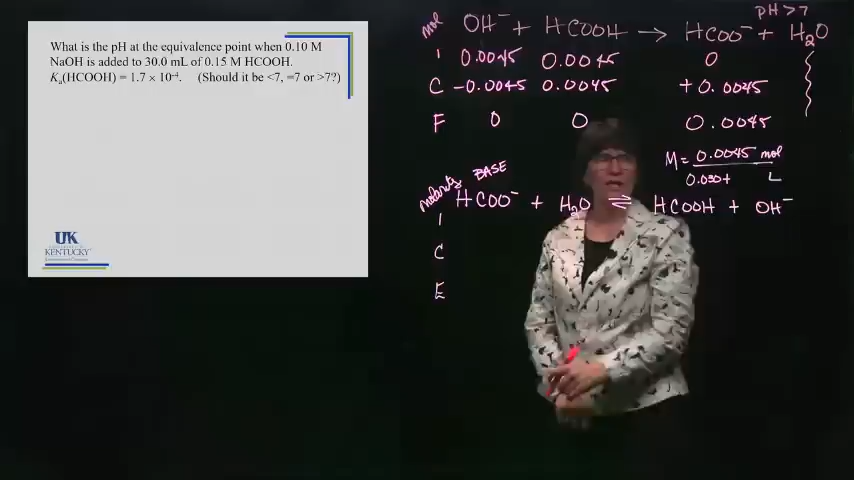 What is the pH at the equivalence point when 0.10 M
NaOH is added to 30.0 mL of 0.15 M HCOOH.
Kₐ(HCOOH) = 1.7 × 10⁻⁴. (Should it be <7, =7 or >7?)
UK
KENTUCKY
pH > 7
mol OH⁻ + HCOOH → HCOO⁻ + H₂O
I 0.0045 0.0045 0
C -0.0045 0.0045 +0.0045
F 0 0 0.0045
M = 0.0045 mol
0.030+ L
BASE
molarity HCOO⁻ + H₂O ⇌ HCOOH + OH⁻
I
C
E